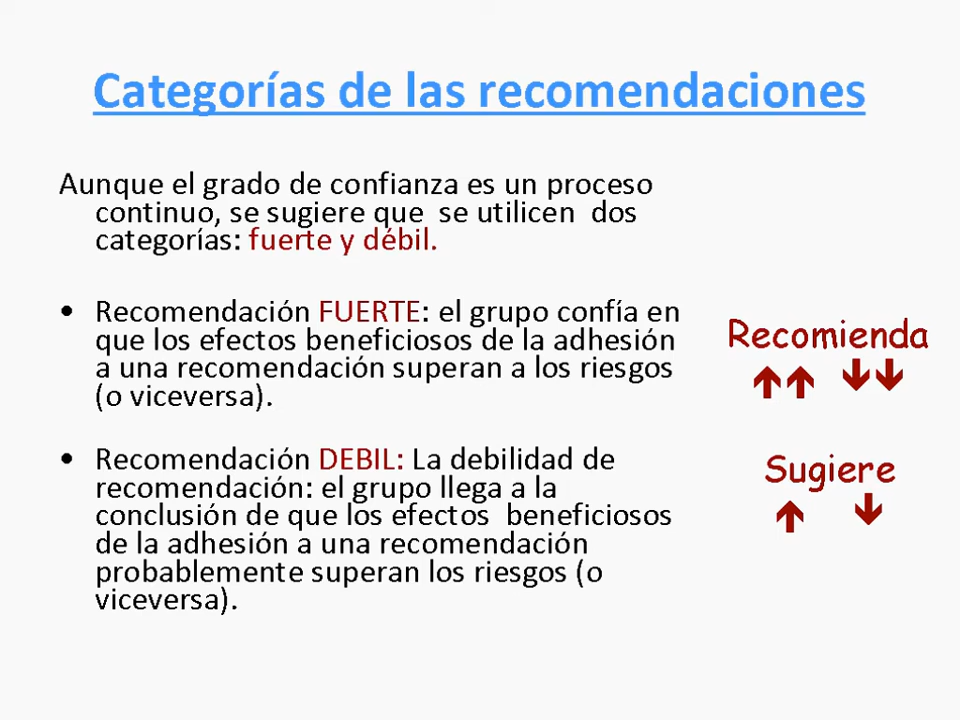 Categorías de las recomendaciones
Aunque el grado de confianza es un proceso
continuo, se sugiere que se utilicen dos
categorías: fuerte y débil.
• Recomendación FUERTE: el grupo confía en
que los efectos beneficiosos de la adhesión
a una recomendación superan a los riesgos
(o viceversa).
Recomienda
• Recomendación DEBIL: La debilidad de
recomendación: el grupo llega a la
conclusión de que los efectos beneficiosos
de la adhesión a una recomendación
probablemente superan los riesgos (o
viceversa).
Sugiere